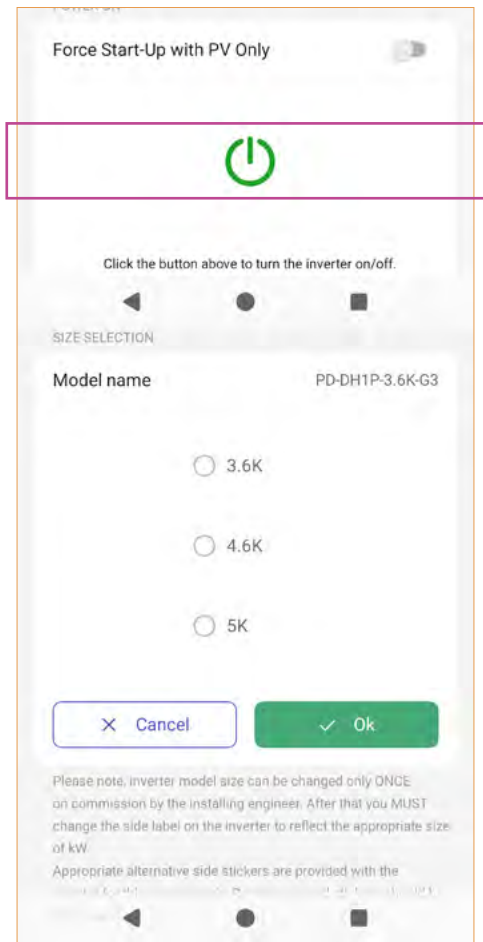 POWER ON
Force Start-Up with PV Only
Click the button above to turn the inverter on/off.
SIZE SELECTION
Model name PD-DH1P-3.6K-G3
3.6K
4.6K
5K
Cancel Ok
Please note, inverter model size can be changed only ONCE
on commission by the installing engineer. After that you MUST
change the side label on the inverter to reflect the appropriate size
of kW.
Appropriate alternative side stickers are provided with the